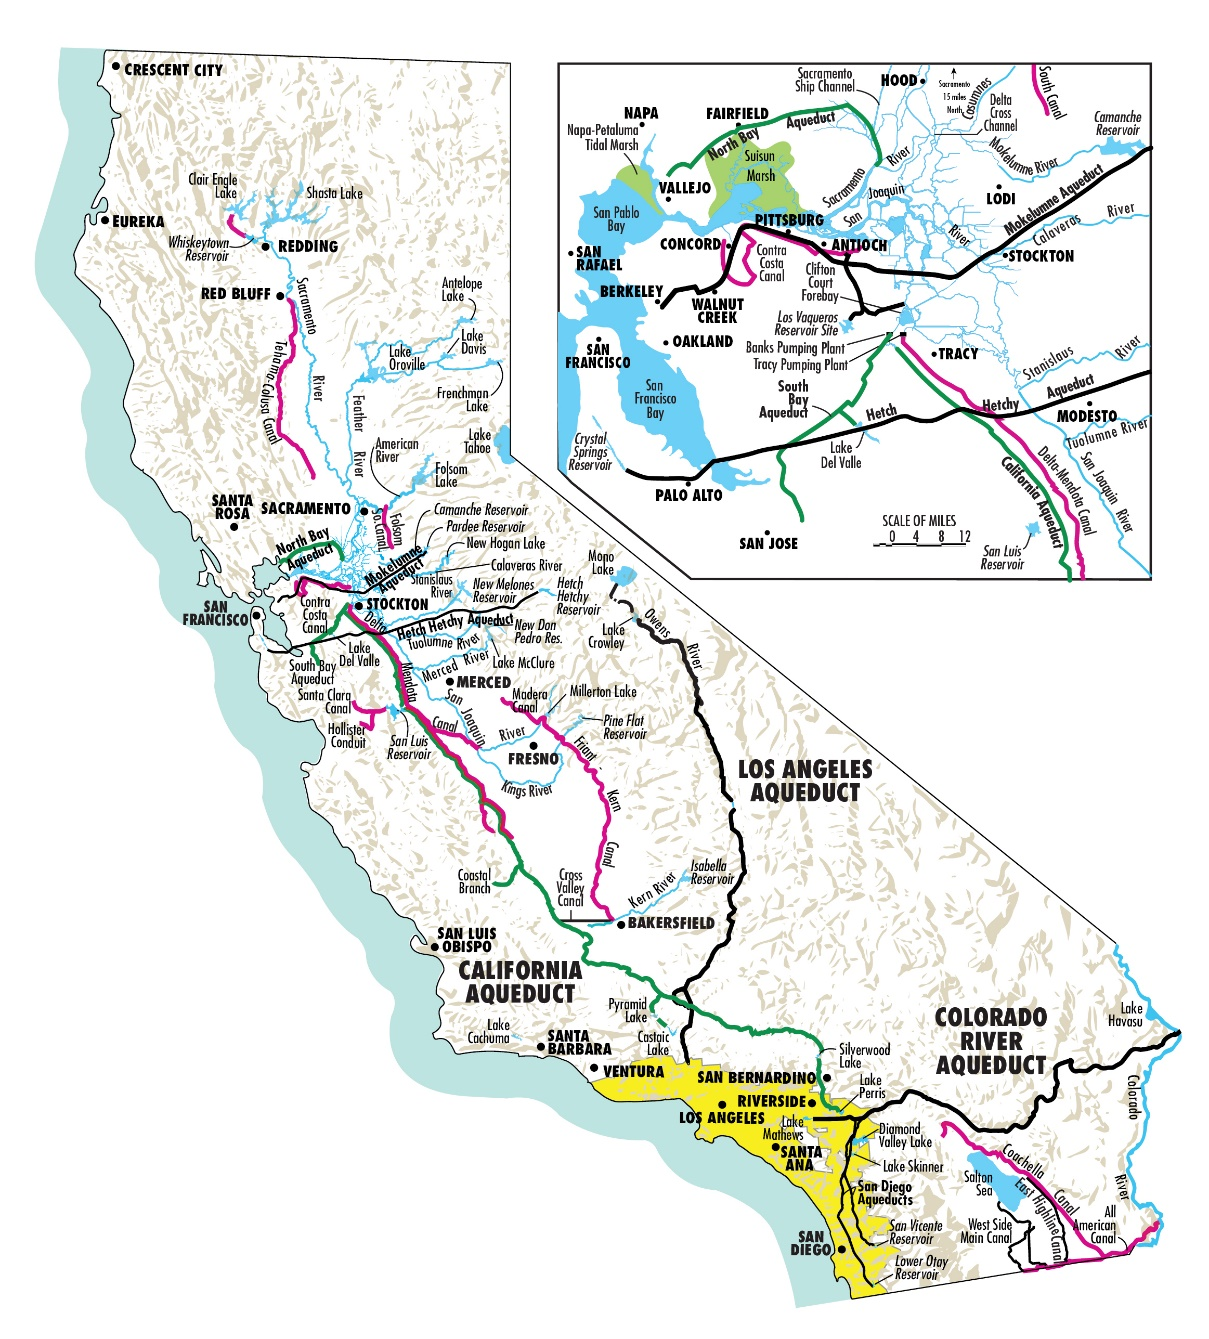 CRESCENT CITY
Clair Engle
Lake
Shasta Lake
EUREKA
Whiskeytown
Reservoir
REDDING
RED BLUFF
Sacramento
River
Tehama-Colusa Canal
Antelope
Lake
Lake
Davis
Lake
Oroville
Frenchman
Lake
Feather
River
American
River
Lake
Tahoe
Folsom
Lake
SANTA
ROSA
SACRAMENTO
Folsom
So. Canal
Camanche Reservoir
Pardee Reservoir
New Hogan Lake
North Bay
Aqueduct
Mokelumne
Aqueduct
Calaveras River
Stanislaus
River
New Melones
Reservoir
Hetch
Hetchy
Reservoir
Mono
Lake
SAN
FRANCISCO
Contra
Costa
Canal
STOCKTON
Delta
Mendota
Canal
Hetch Hetchy Aqueduct
New Don
Pedro Res.
Tuolumne River
Lake
Crowley
Owens
River
Lake
Del Valle
South Bay
Aqueduct
Merced River
Lake McClure
MERCED
Santa Clara
Canal
Hollister
Conduit
San Luis
Reservoir
San
Joaquin
River
Madera
Canal
Millerton Lake
Pine Flat
Reservoir
FRESNO
Kings River
Friant
Kern
Canal
LOS ANGELES
AQUEDUCT
Coastal
Branch
Cross
Valley
Canal
Isabella
Reservoir
Kern River
BAKERSFIELD
SAN LUIS
OBISPO
CALIFORNIA
AQUEDUCT
Pyramid
Lake
Lake
Cachuma
SANTA
BARBARA
Castaic
Lake
VENTURA
COLORADO
RIVER
AQUEDUCT
Lake
Havasu
Silverwood
Lake
SAN BERNARDINO
Lake
Perris
RIVERSIDE
LOS ANGELES
Lake
Mathews
Diamond
Valley Lake
SANTA
ANA
Lake Skinner
San Diego
Aqueducts
Colorado
River
Coachella
Canal
Salton
Sea
East Highline Canal
West Side
Main Canal
All
American
Canal
SAN
DIEGO
San Vicente
Reservoir
Lower Otay
Reservoir
Sacramento
Ship Channel
HOOD
Sacramento
15 miles
North
Cosumnes
South Canal
Delta
Cross
Channel
Camanche
Reservoir
NAPA
FAIRFIELD
North Bay
Aqueduct
Napa-Petaluma
Tidal Marsh
Suisun
Marsh
Sacramento
River
Mokelumne River
VALLEJO
LODI
San Pablo
Bay
San
Joaquin
River
Mokelumne Aqueduct
PITTSBURG
Calaveras
River
CONCORD
ANTIOCH
SAN
RAFAEL
Contra
Costa
Canal
STOCKTON
Clifton
Court
Forebay
BERKELEY
WALNUT
CREEK
Los Vaqueros
Reservoir Site
OAKLAND
SAN
FRANCISCO
Banks Pumping Plant
Tracy Pumping Plant
TRACY
Stanislaus
River
San
Francisco
Bay
South
Bay
Aqueduct
Hetch
Hetchy
Aqueduct
MODESTO
Tuolumne River
Crystal
Springs
Reservoir
Lake
Del Valle
California Aqueduct
Delta-Mendota Canal
San Joaquin
River
PALO ALTO
SCALE OF MILES
0 4 8 12
SAN JOSE
San Luis
Reservoir